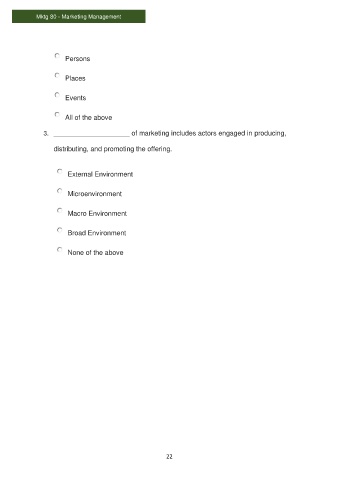 Mktg 80 - Marketing Management
Persons
Places
Events
All of the above
3. ______________________ of marketing includes actors engaged in producing,
distributing, and promoting the offering.
External Environment
Microenvironment
Macro Environment
Broad Environment
None of the above
22